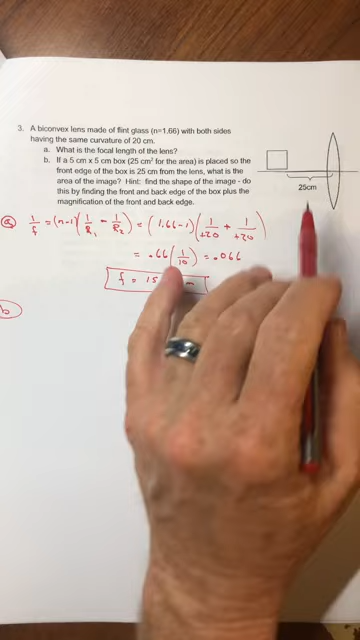 3. A biconvex lens made of flint glass (n=1.66) with both sides
having the same curvature of 20 cm.
a. What is the focal length of the lens?
b. If a 5 cm x 5 cm box (25 cm² for the area) is placed so the
front edge of the box is 25 cm from the lens, what is the
area of the image? Hint: find the shape of the image - do
this by finding the front and back edge of the box plus the
magnification of the front and back edge.
25cm
ⓐ 1/f = (n-1)(1/R₁ - 1/R₂) = (1.66-1)(1/+20 + 1/+20)
= .66(1/10) = .066
f = 15 m
b